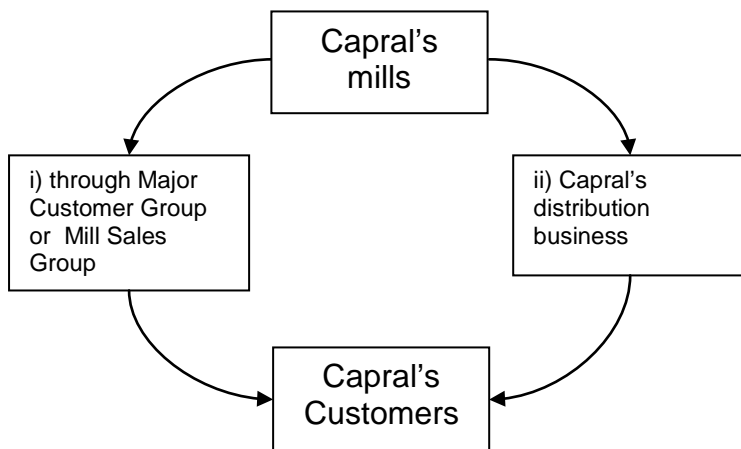 Capral’s
mills
i) through Major
Customer Group
or Mill Sales
Group
ii) Capral’s
distribution
business
Capral’s
Customers